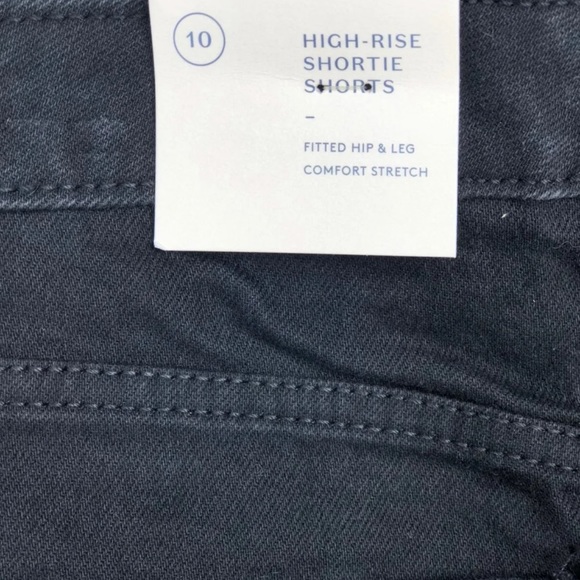 10
HIGH-RISE
SHORTIE
SHORTS
–
FITTED HIP & LEG
COMFORT STRETCH